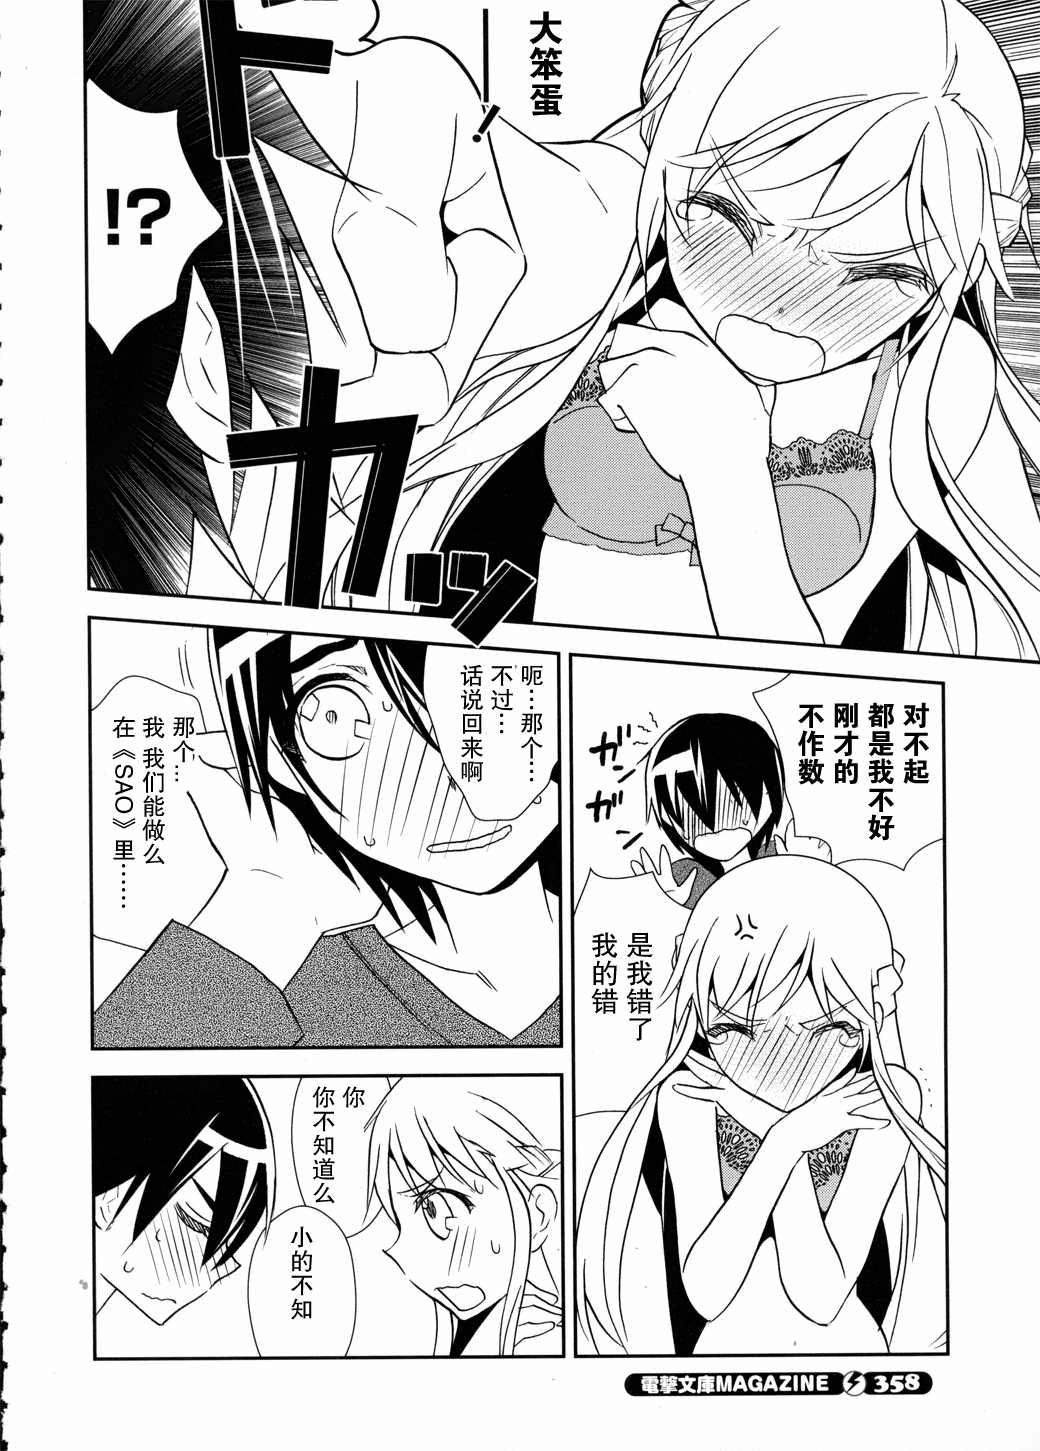 大笨蛋
——!
!?
ドカッ
对不起
都是我不好
刚才的
不作数
ガガン
是我错了
我的错
呃…那个…
不过…
话说回来啊
那个…
我 我们能做么
在《SAO》里……
你
你不知道么
小的不知
電撃文庫MAGAZINE 358